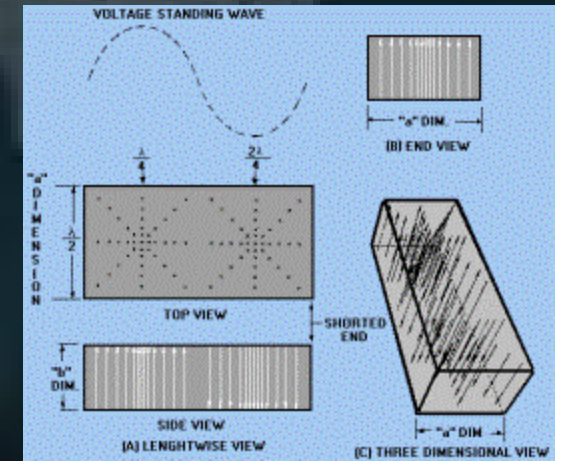 VOLTAGE STANDING WAVE
"a" DIM.
(B) END VIEW
λ
4
2λ
4
"a"
DIMENSION
λ
2
TOP VIEW
SHORTED
END
"b"
DIM.
SIDE VIEW
(A) LENGHTWISE VIEW
"a" DIM
(C) THREE DIMENSIONAL VIEW